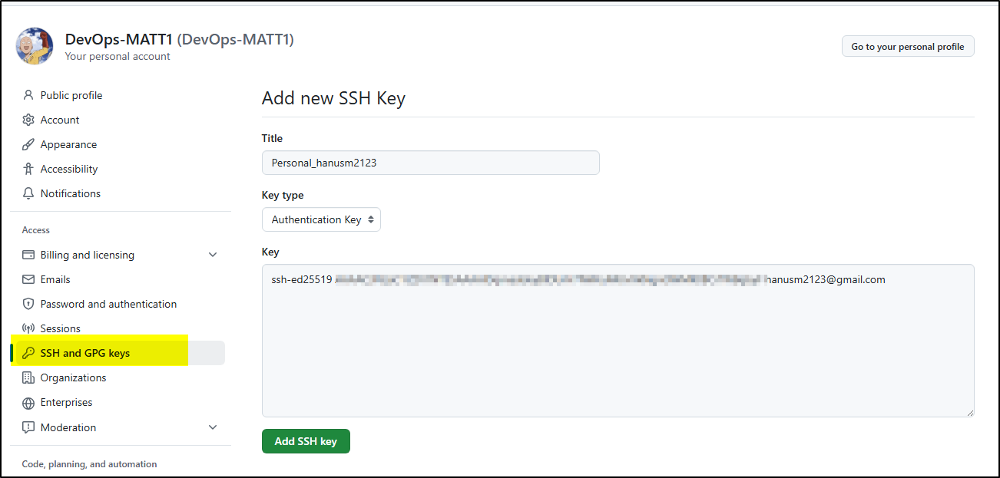 DevOps-MATT1 (DevOps-MATT1)
Your personal account
Go to your personal profile
Public profile
Account
Appearance
Accessibility
Notifications
Access
Billing and licensing
Emails
Password and authentication
Sessions
SSH and GPG keys
Organizations
Enterprises
Moderation
Code, planning, and automation
Add new SSH Key
Title
Personal_hanusm2123
Key type
Authentication Key
Key
ssh-ed25519 hanusm2123@gmail.com
Add SSH key